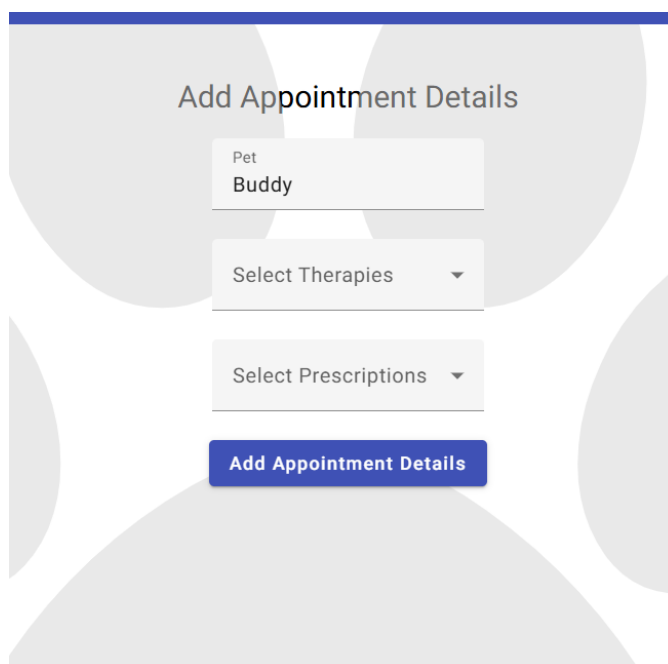 Add Appointment Details
Pet
Buddy
Select Therapies
Select Prescriptions
Add Appointment Details